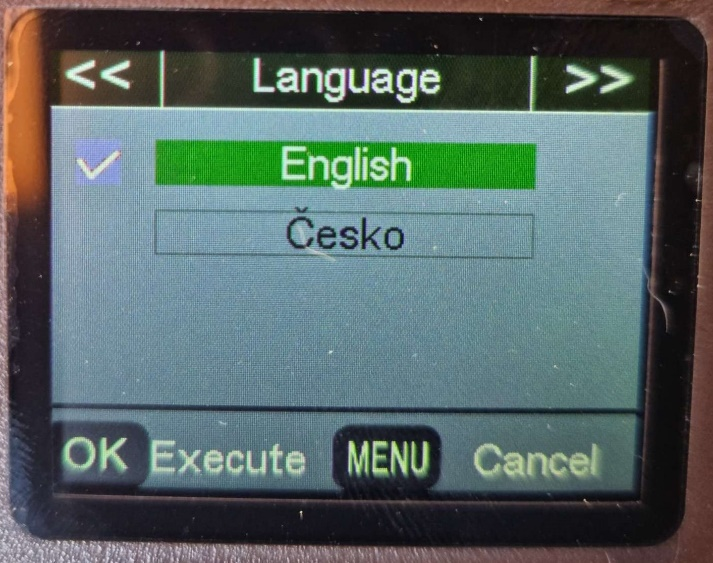 << Language >>
English
Česko
OK Execute MENU Cancel